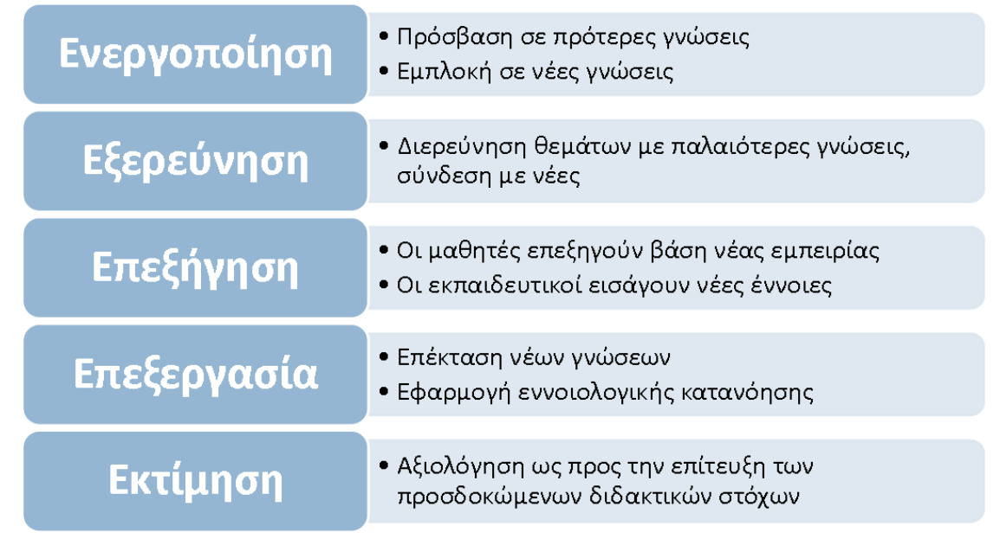 Ενεργοποίηση
• Πρόσβαση σε πρότερες γνώσεις
• Εμπλοκή σε νέες γνώσεις
Εξερεύνηση
• Διερεύνηση θεμάτων με παλαιότερες γνώσεις,
σύνδεση με νέες
Επεξήγηση
• Οι μαθητές επεξηγούν βάση νέας εμπειρίας
• Οι εκπαιδευτικοί εισάγουν νέες έννοιες
Επεξεργασία
• Επέκταση νέων γνώσεων
• Εφαρμογή εννοιολογικής κατανόησης
Εκτίμηση
• Αξιολόγηση ως προς την επίτευξη των
προσδοκώμενων διδακτικών στόχων